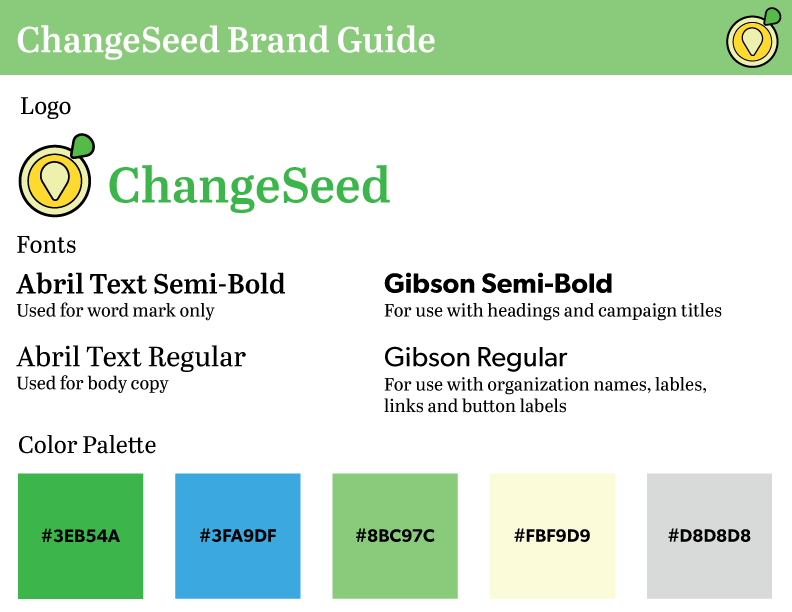 ChangeSeed Brand Guide
Logo
ChangeSeed
Fonts
Abril Text Semi-Bold
Used for word mark only
Gibson Semi-Bold
For use with headings and campaign titles
Abril Text Regular
Used for body copy
Gibson Regular
For use with organization names, lables,
links and button labels
Color Palette
#3EB54A
#3FA9DF
#8BC97C
#FBF9D9
#D8D8D8